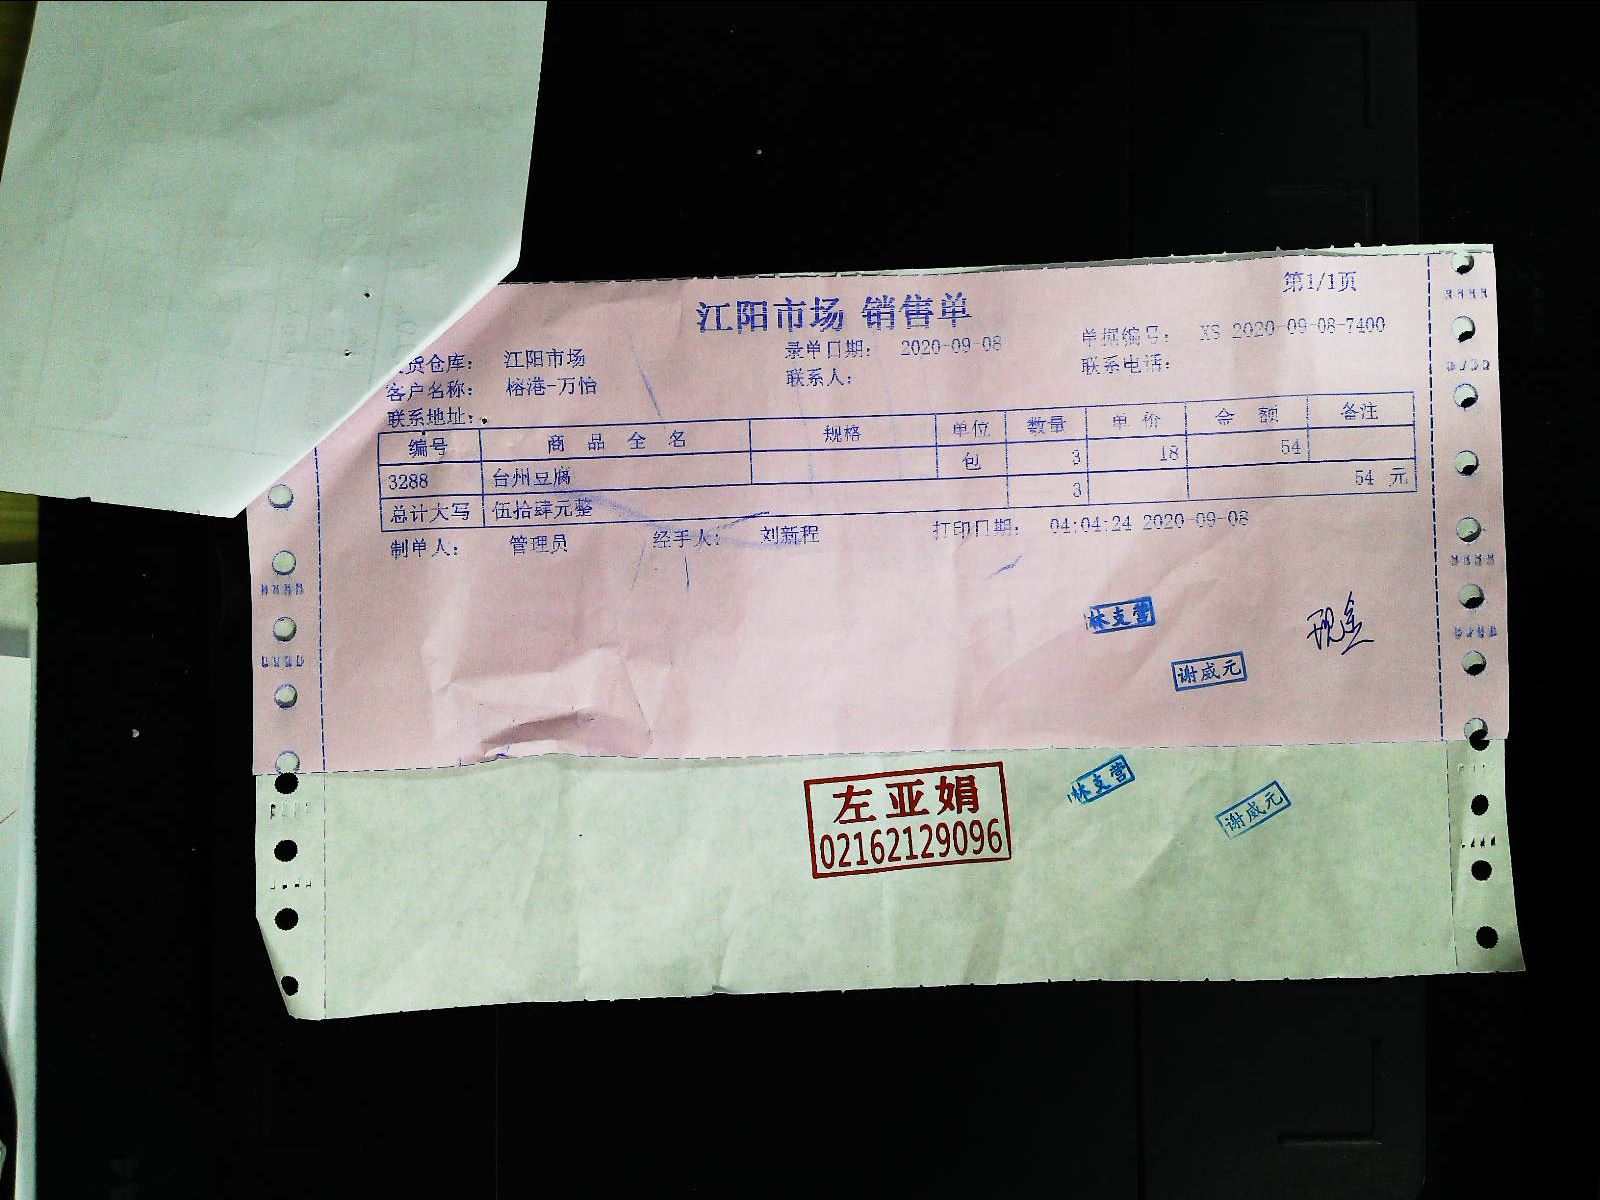 第1/1页
江阳市场 销售单
货仓库： 江阳市场 录单日期： 2020-09-08 单据编号： XS 2020-09-08-7400
客户名称： 榕港-万怡 联系人： 联系电话：
联系地址：
编号 商品全名 规格 单位 数量 单价 金额 备注
3288 台州豆腐 包 3 18 54
总计大写 伍拾肆元整 3 54 元
制单人： 管理员 经手人： 刘新程 打印日期： 04:04:24 2020-09-08
林支营
现金
谢威元
林支营
左亚娟
02162129096
谢威元